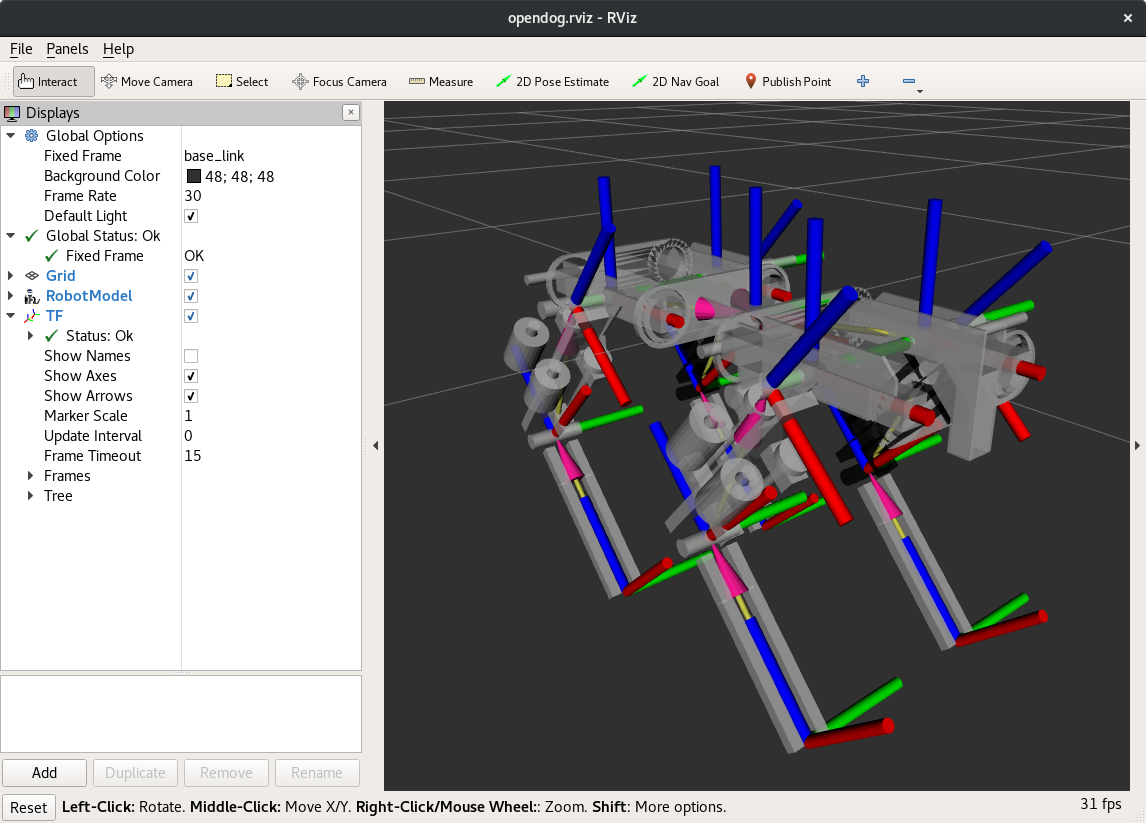 opendog.rviz - RViz
×
File Panels Help
Interact Move Camera Select Focus Camera Measure 2D Pose Estimate 2D Nav Goal Publish Point
Displays
Global Options
Fixed Frame base_link
Background Color 48; 48; 48
Frame Rate 30
Default Light
Global Status: Ok
Fixed Frame OK
Grid
RobotModel
TF
Status: Ok
Show Names
Show Axes
Show Arrows
Marker Scale 1
Update Interval 0
Frame Timeout 15
Frames
Tree
Add Duplicate Remove Rename
Reset Left-Click: Rotate. Middle-Click: Move X/Y. Right-Click/Mouse Wheel:: Zoom. Shift: More options. 31 fps